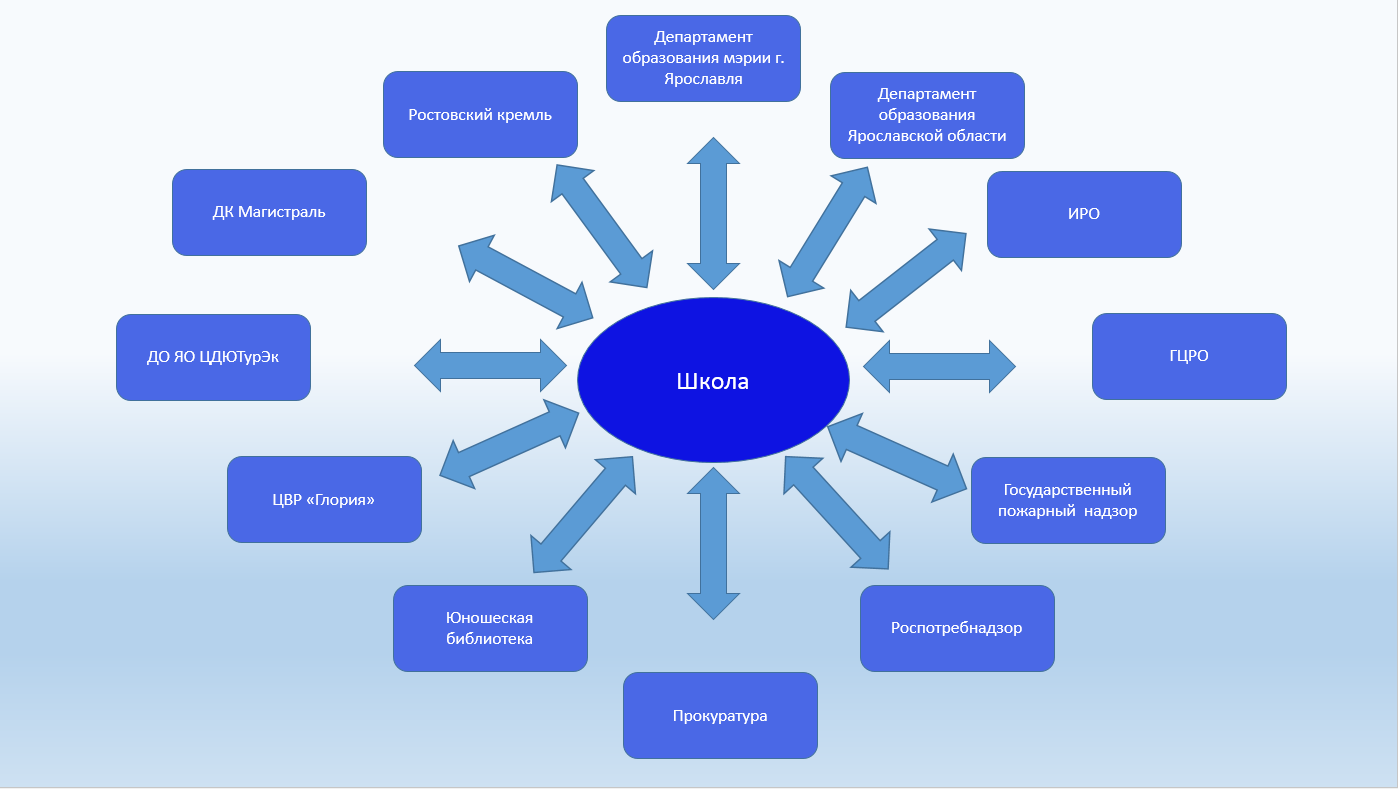 Департамент
образования мэрии г.
Ярославля
Ростовский кремль
Департамент
образования
Ярославской области
ДК Магистраль
ИРО
ДО ЯО ЦДЮТурЭк
ГЦРО
Школа
ЦВР «Глория»
Государственный
пожарный надзор
Юношеская
библиотека
Роспотребнадзор
Прокуратура